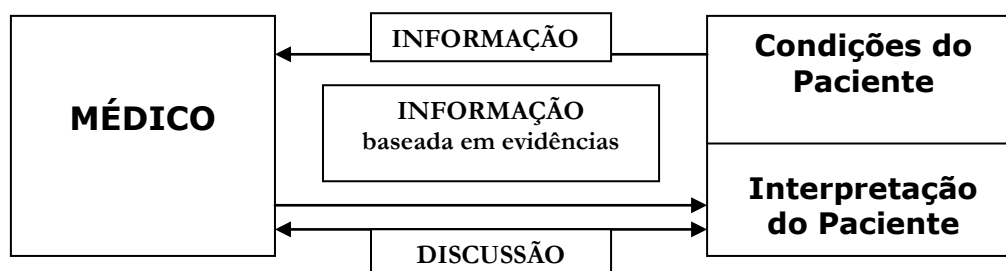 INFORMAÇÃO
Condições do
Paciente
MÉDICO
INFORMAÇÃO
baseada em evidências
Interpretação
do Paciente
DISCUSSÃO